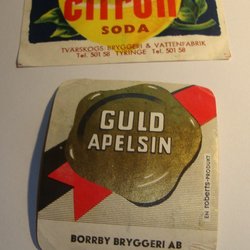 CITRON
SODA
TVÄRSKOGS BRYGGERI & VATTENFABRIK
Tel. 501 58 TYRINGE Tel. 501 58
GULD
APELSIN
EN roberts-PRODUKT
BORRBY BRYGGERI AB